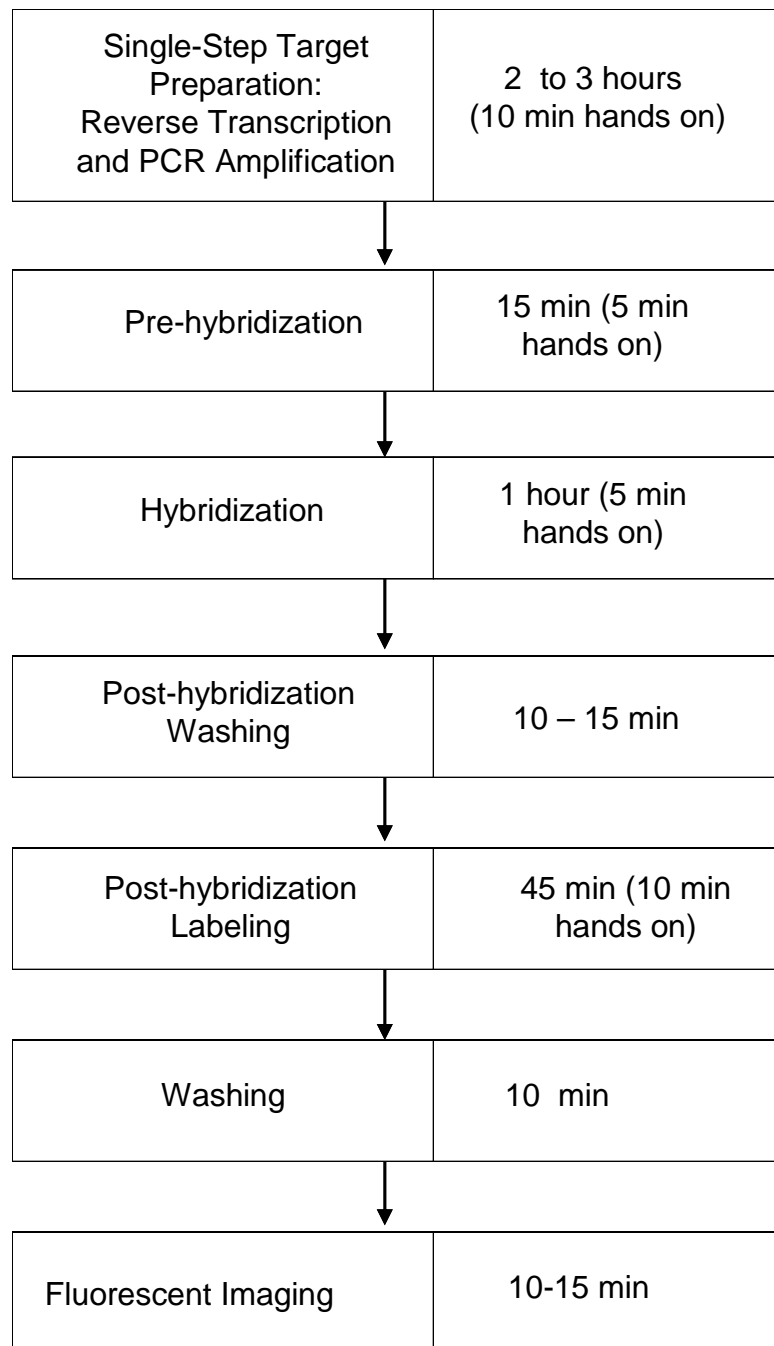 Single-Step Target
Preparation:
Reverse Transcription
and PCR Amplification
2 to 3 hours
(10 min hands on)
Pre-hybridization
15 min (5 min
hands on)
Hybridization
1 hour (5 min
hands on)
Post-hybridization
Washing
10 – 15 min
Post-hybridization
Labeling
45 min (10 min
hands on)
Washing
10 min
Fluorescent Imaging
10-15 min